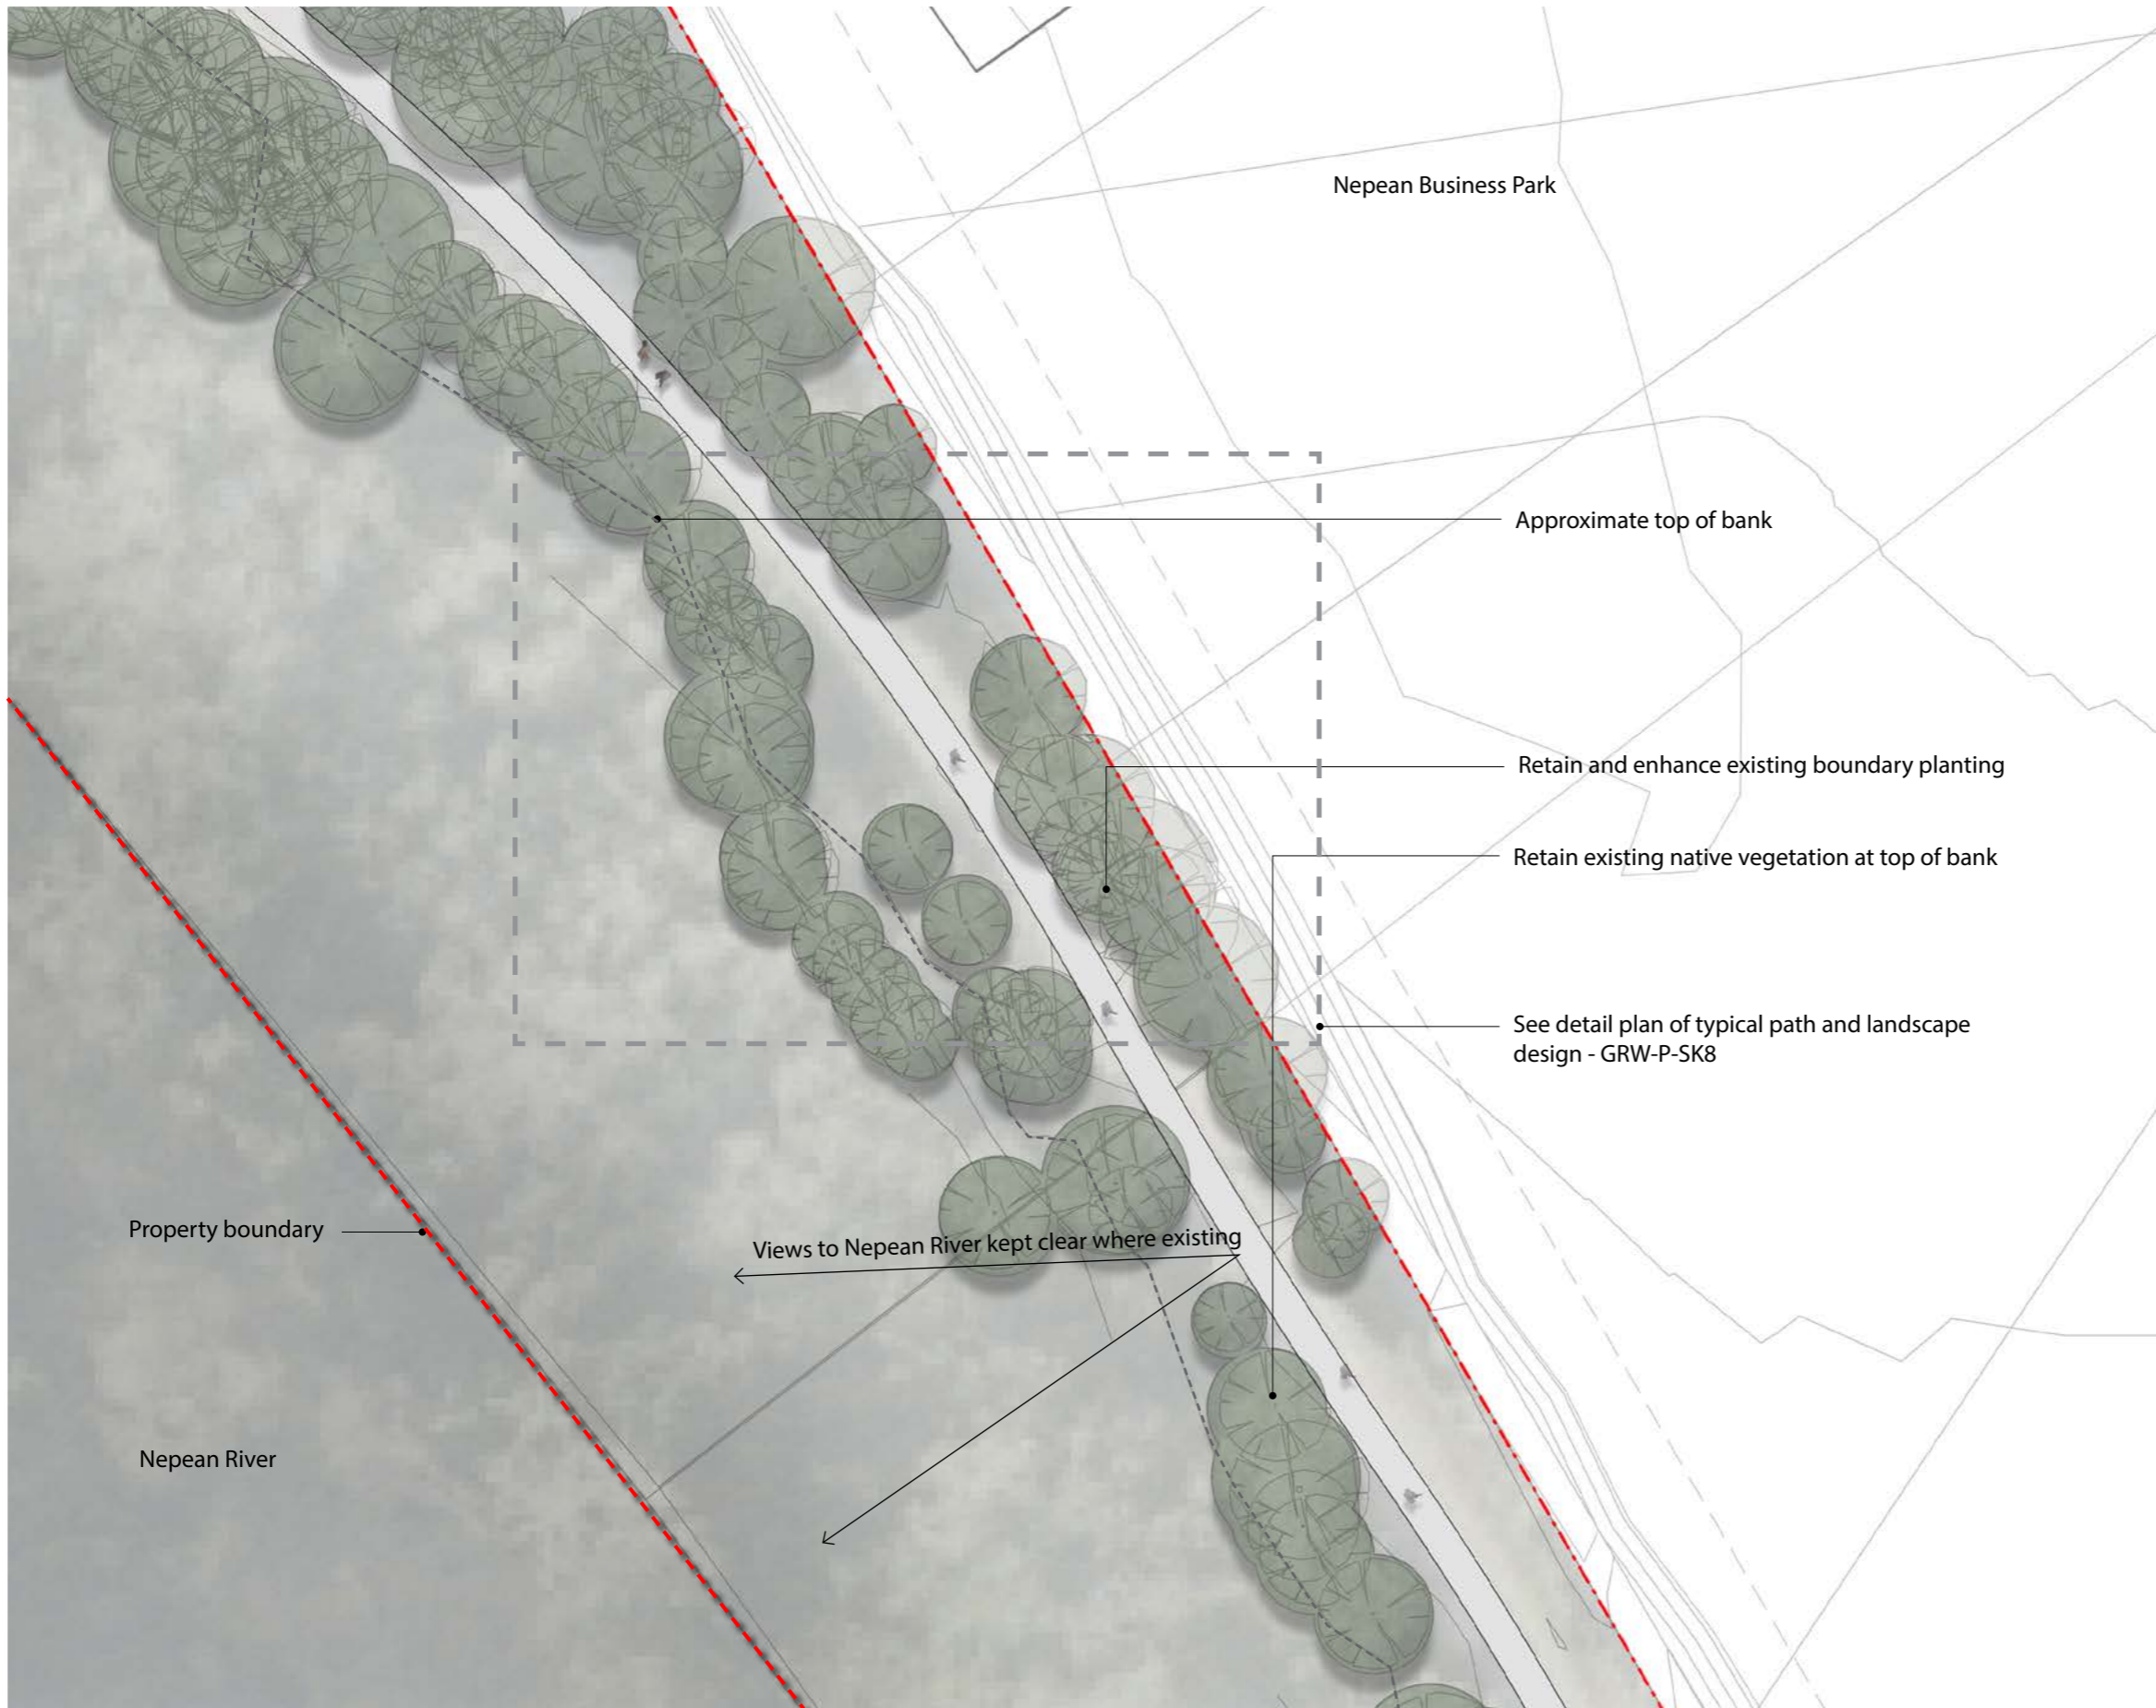 Nepean Business Park
Approximate top of bank
Retain and enhance existing boundary planting
Retain existing native vegetation at top of bank
See detail plan of typical path and landscape
design - GRW-P-SK8
Property boundary
Views to Nepean River kept clear where existing
Nepean River